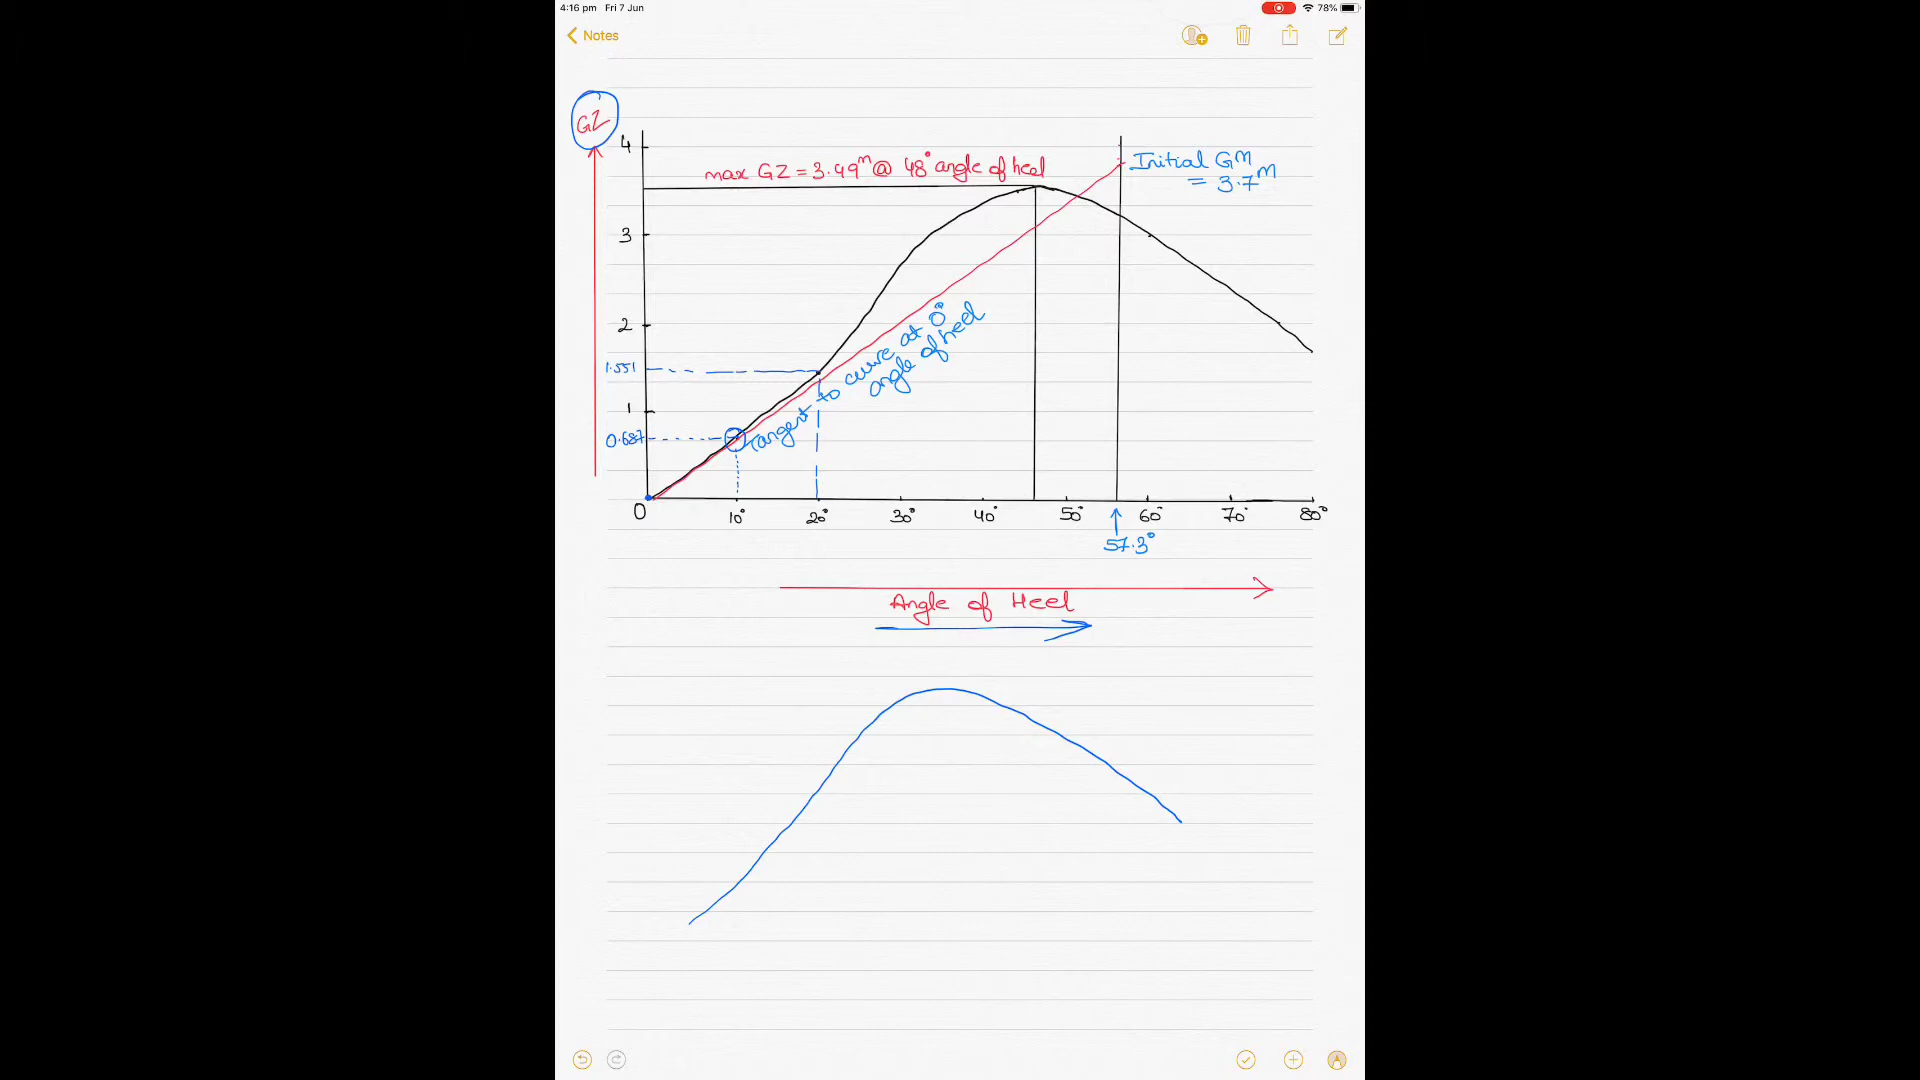 4:16 pm Fri 7 Jun
78%
Notes
GZ
4
max GZ = 3.49ᵐ @ 48° angle of heel
Initial GM
= 3.7ᴹ
3
2
tangent to curve at 0°
angle of heel
1.551
1
0.687
0
10°
20°
30°
40°
50°
60°
70°
80°
57.3°
Angle of Heel